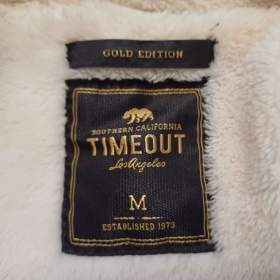 GOLD EDITION
SOUTHERN CALIFORNIA
TIMEOUT
Los Angeles
M
ESTABLISHED 1973